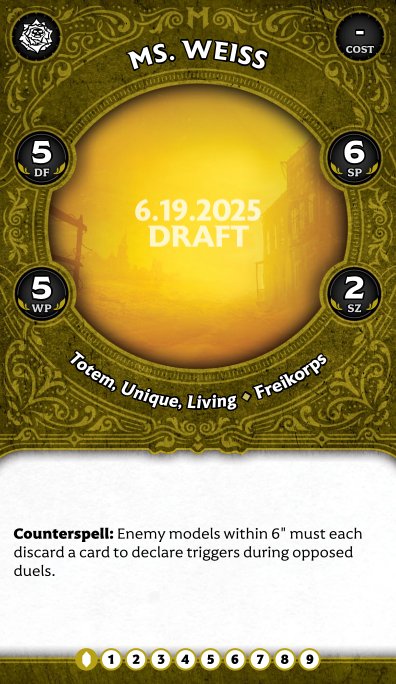 -
COST
MS. WEISS
5
DF
6
SP
6.19.2025
DRAFT
5
WP
2
SZ
Totem, Unique, Living ♦ Freikorps
Counterspell: Enemy models within 6" must each
discard a card to declare triggers during opposed
duels.
1 2 3 4 5 6 7 8 9